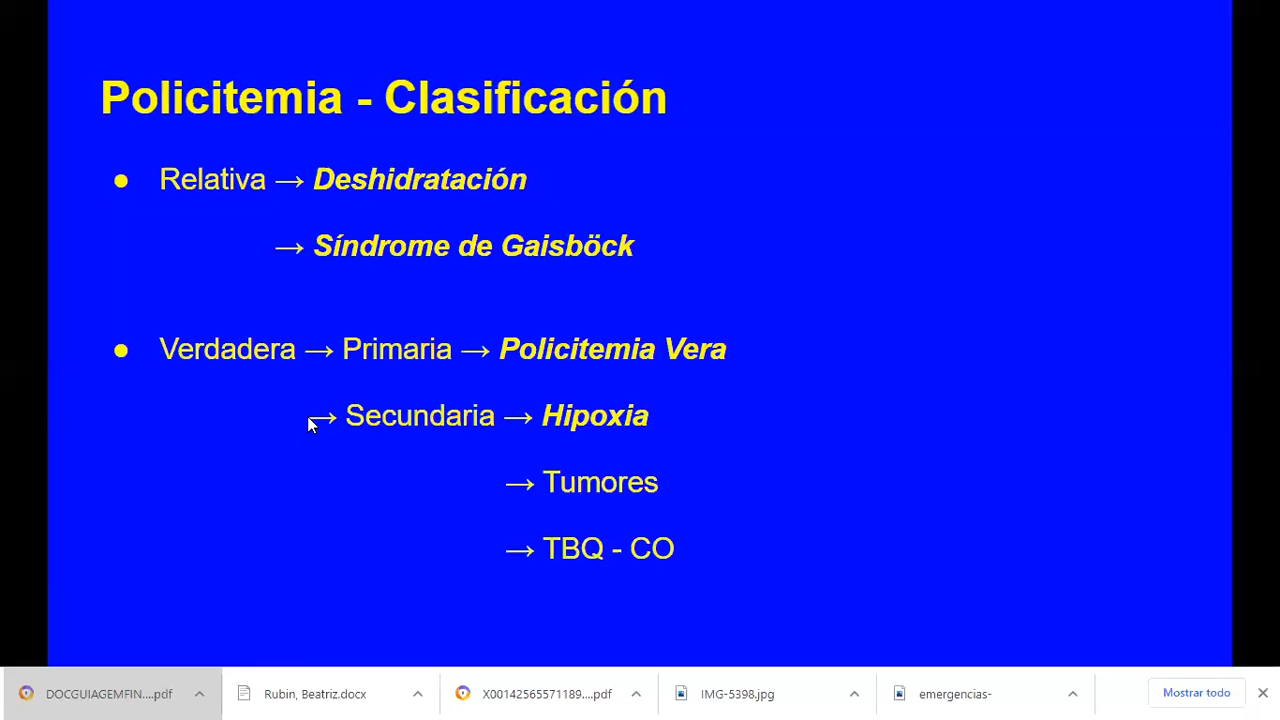 Policitemia - Clasificación
● Relativa → Deshidratación
→ Síndrome de Gaisböck
● Verdadera → Primaria → Policitemia Vera
→ Secundaria → Hipoxia
→ Tumores
→ TBQ - CO
DOCGUIAGEMFIN....pdf
Rubin, Beatriz.docx
X00142565571189....pdf
IMG-5398.jpg
emergencias-
Mostrar todo